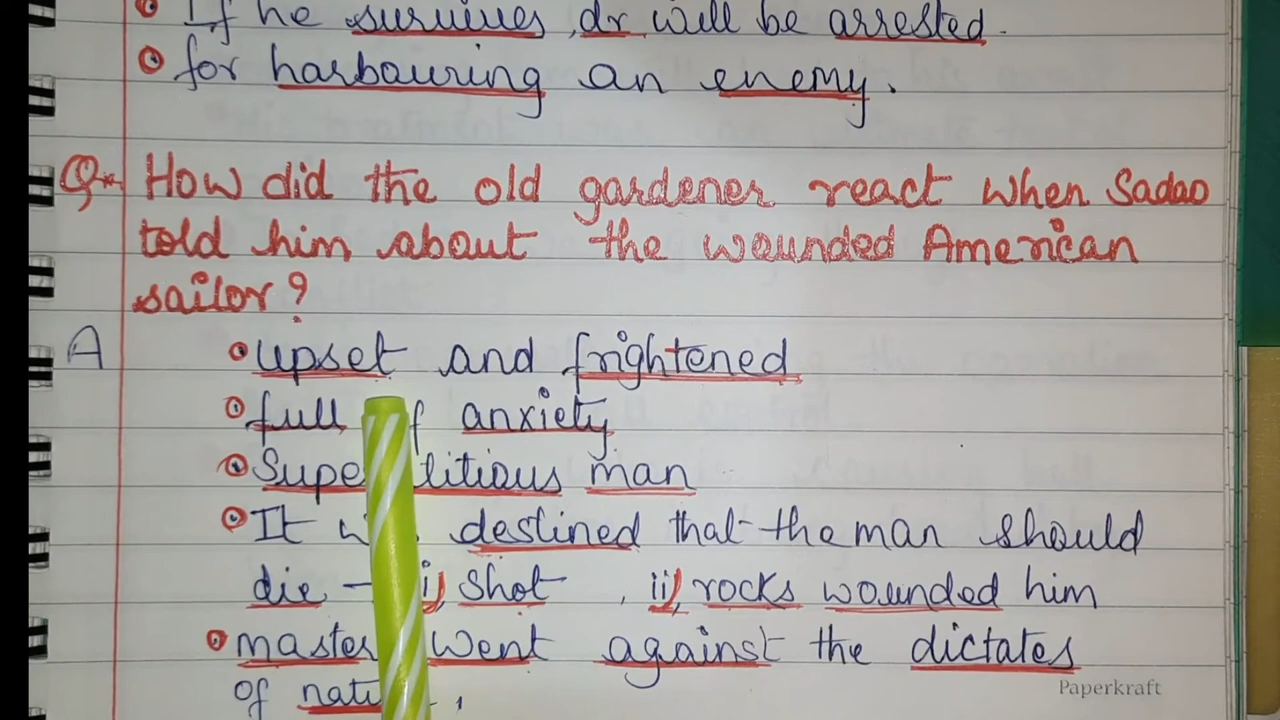 If he survives, dr will be arrested.
for harbouring an enemy.
Q. How did the old gardener react when Sadao
told him about the wounded American
sailor?
A
upset and frightened
full anxiety
man
It destined that the man should
die - i) shot, ii) rocks wounded him
master went against the dictates
of
Paperkraft